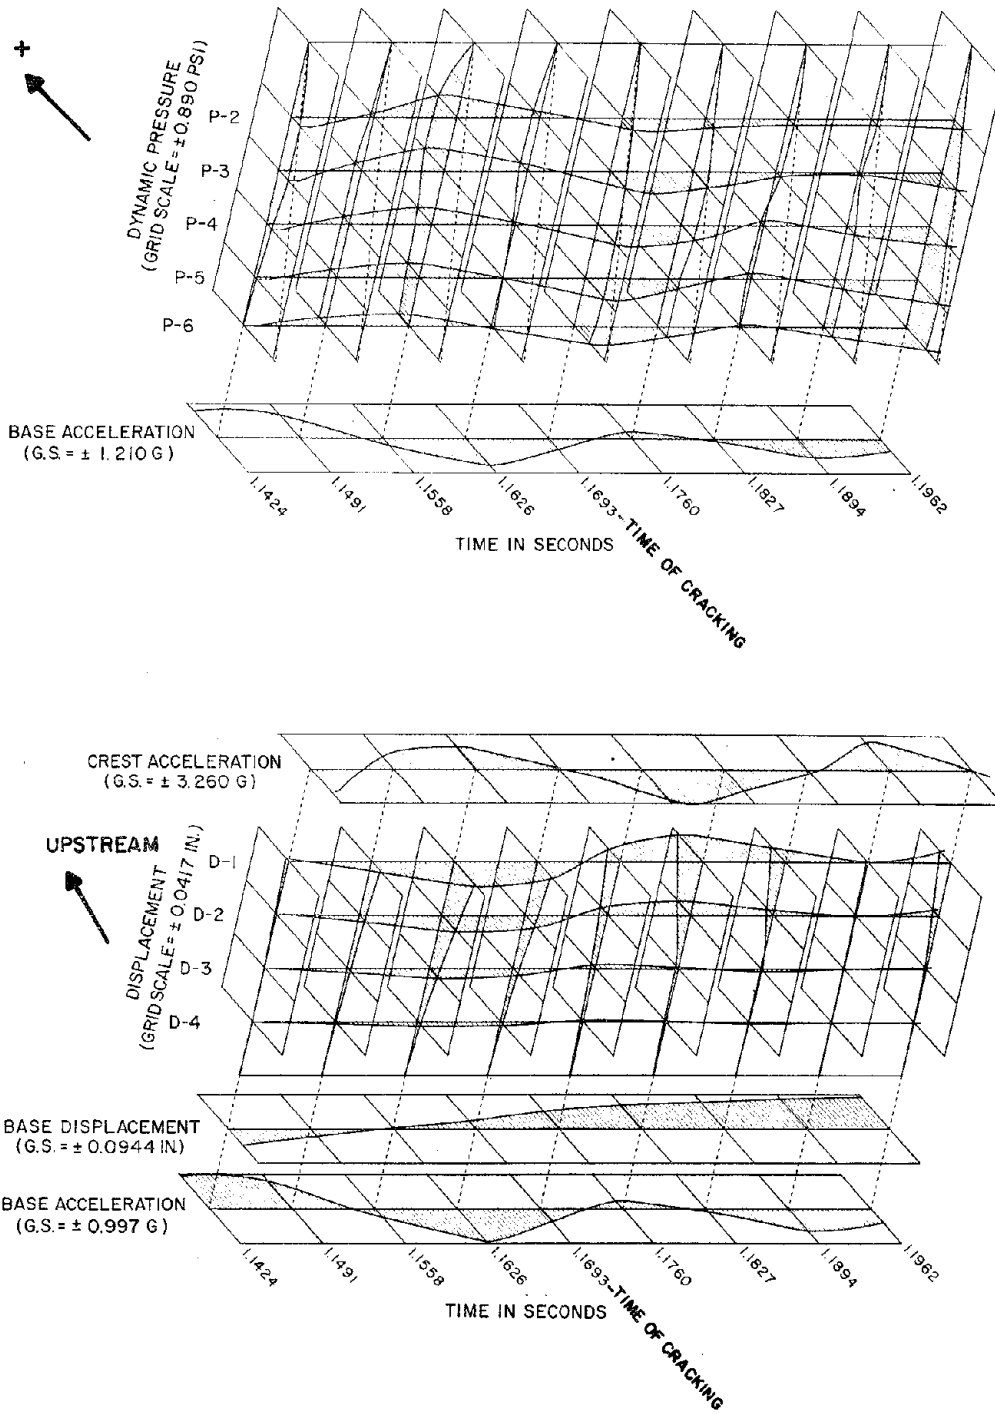 +
DYNAMIC PRESSURE
(GRID SCALE = ±0.890 PSI)
P-2
P-3
P-4
P-5
P-6
BASE ACCELERATION
(G.S. = ± 1.210 G)
1.1424
1.1491
1.1558
1.1626
1.1693-TIME OF CRACKING
1.1760
1.1827
1.1894
1.1962
TIME IN SECONDS
CREST ACCELERATION
(G.S. = ± 3.260 G)
UPSTREAM
DISPLACEMENT
(GRID SCALE = ± 0.0417 IN.)
D-1
D-2
D-3
D-4
BASE DISPLACEMENT
(G.S. = ± 0.0944 IN.)
BASE ACCELERATION
(G.S. = ± 0.997 G)
1.1424
1.1491
1.1558
1.1626
1.1693-TIME OF CRACKING
1.1760
1.1827
1.1894
1.1962
TIME IN SECONDS